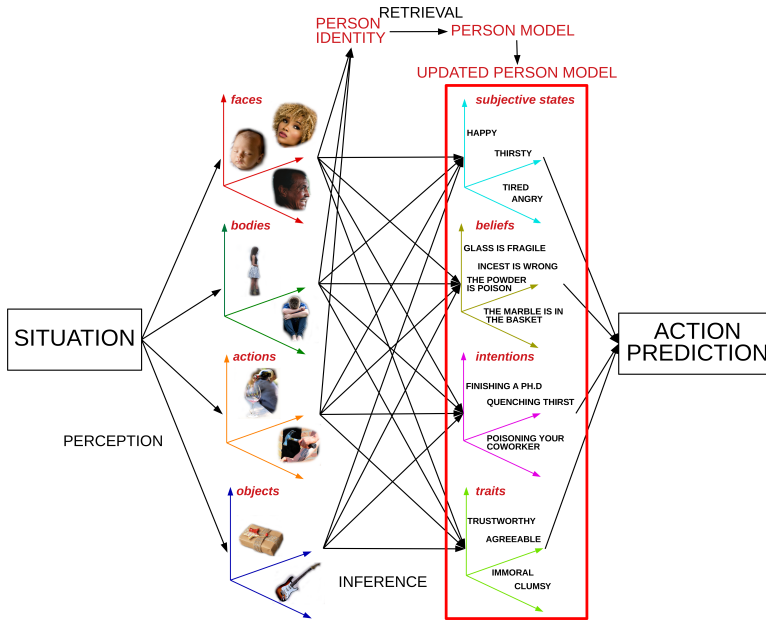 RETRIEVAL
PERSON
IDENTITY
PERSON MODEL
UPDATED PERSON MODEL
faces
subjective states
HAPPY
THIRSTY
TIRED
ANGRY
bodies
beliefs
GLASS IS FRAGILE
INCEST IS WRONG
THE POWDER
IS POISON
THE MARBLE IS IN
THE BASKET
SITUATION
ACTION
PREDICTION
actions
intentions
FINISHING A PH.D
QUENCHING THIRST
POISONING YOUR
COWORKER
PERCEPTION
objects
traits
TRUSTWORTHY
AGREEABLE
IMMORAL
CLUMSY
INFERENCE